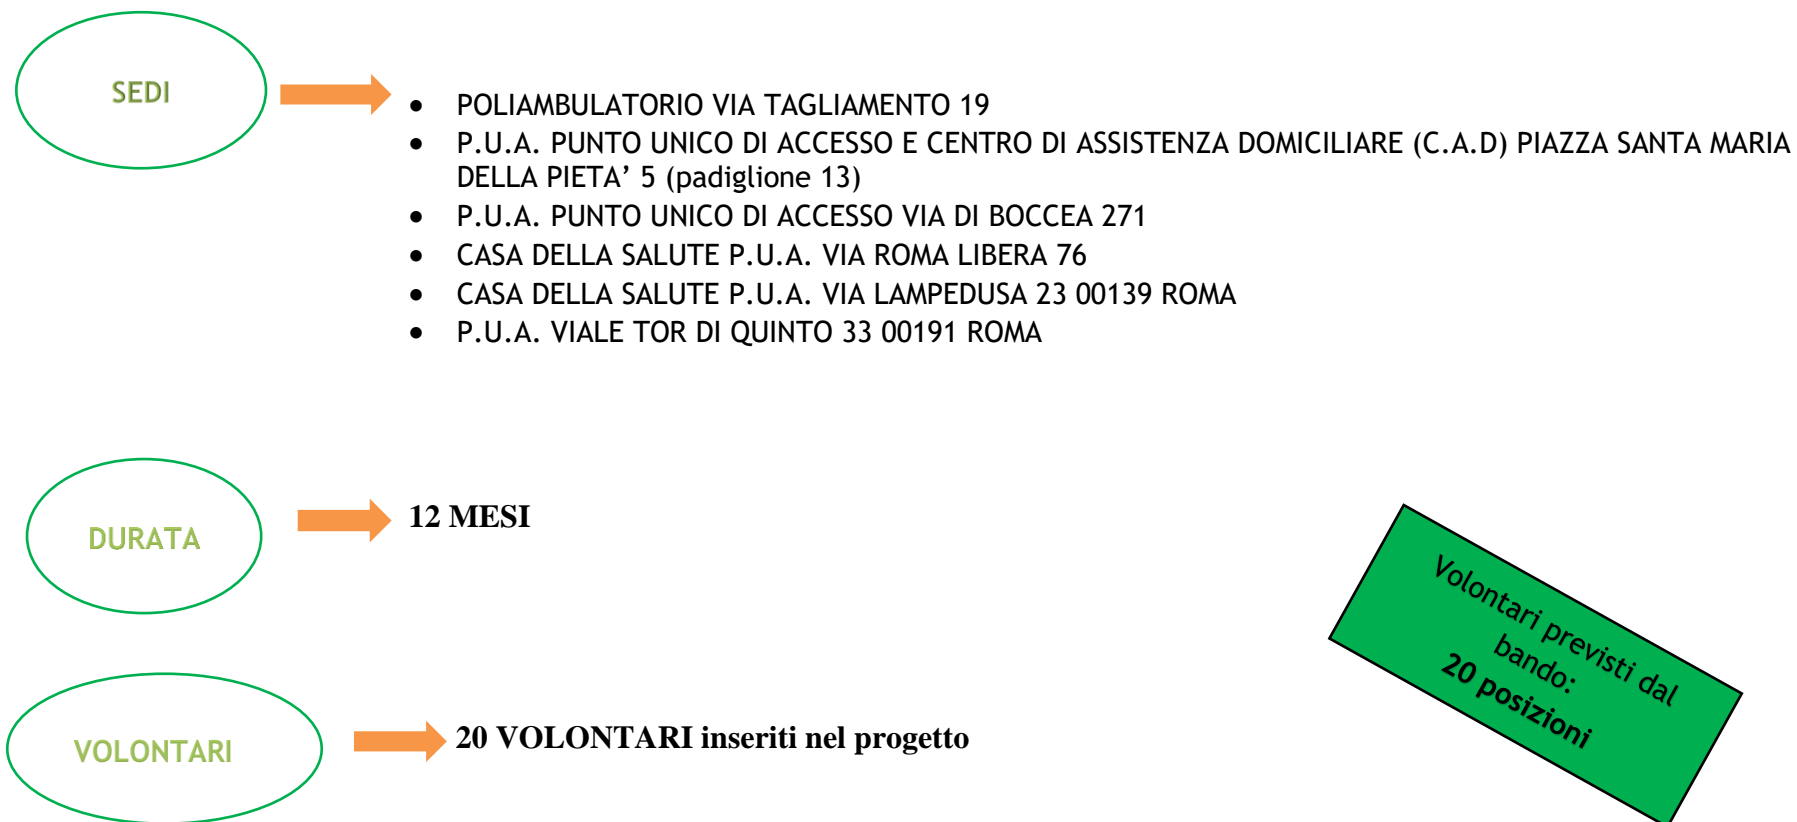 SEDI
• POLIAMBULATORIO VIA TAGLIAMENTO 19
• P.U.A. PUNTO UNICO DI ACCESSO E CENTRO DI ASSISTENZA DOMICILIARE (C.A.D) PIAZZA SANTA MARIA
DELLA PIETA’ 5 (padiglione 13)
• P.U.A. PUNTO UNICO DI ACCESSO VIA DI BOCCEA 271
• CASA DELLA SALUTE P.U.A. VIA ROMA LIBERA 76
• CASA DELLA SALUTE P.U.A. VIA LAMPEDUSA 23 00139 ROMA
• P.U.A. VIALE TOR DI QUINTO 33 00191 ROMA
DURATA
12 MESI
Volontari previsti dal
bando:
20 posizioni
VOLONTARI
20 VOLONTARI inseriti nel progetto